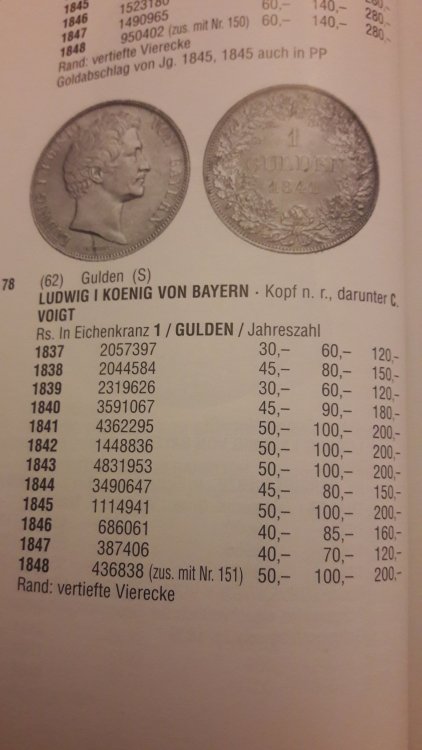 1845 1523180 60,– 140,– 280,–
1846 1490965 60,– 140,– 280,–
1847 950402 (zus. mit Nr. 150) 60,– 140,– 280,–
1848
Rand: vertiefte Vierecke
Goldabschlag von Jg. 1845, 1845 auch in PP
LUDWIG I KOENIG VON BAYERN
1
GULDEN
1841
78 (62) Gulden (S)
LUDWIG I KOENIG VON BAYERN · Kopf n. r., darunter C.
VOIGT
Rs. In Eichenkranz 1 / GULDEN / Jahreszahl
1837 2057397 30,– 60,– 120,–
1838 2044584 45,– 80,– 150,–
1839 2319626 30,– 60,– 120,–
1840 3591067 45,– 90,– 180,–
1841 4362295 50,– 100,– 200,–
1842 1448836 50,– 100,– 200,–
1843 4831953 50,– 100,– 200,–
1844 3490647 45,– 80,– 150,–
1845 1114941 50,– 100,– 200,–
1846 686061 40,– 85,– 160,–
1847 387406 40,– 70,– 120,–
1848 436838 (zus. mit Nr. 151) 50,– 100,– 200,–
Rand: vertiefte Vierecke